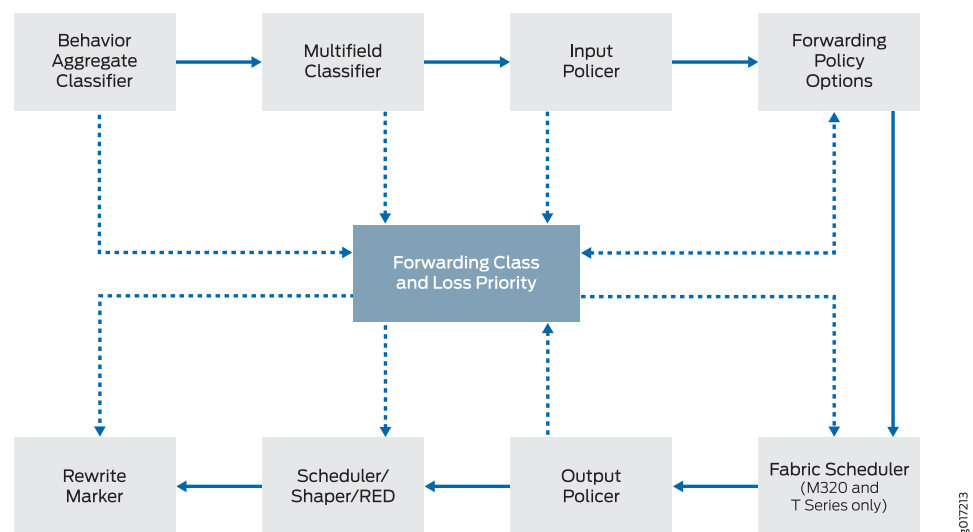 Behavior
Aggregate
Classifier
Multifield
Classifier
Input
Policer
Forwarding
Policy
Options
Forwarding Class
and Loss Priority
Rewrite
Marker
Scheduler/
Shaper/RED
Output
Policer
Fabric Scheduler
(M320 and
T Series only)
g017213